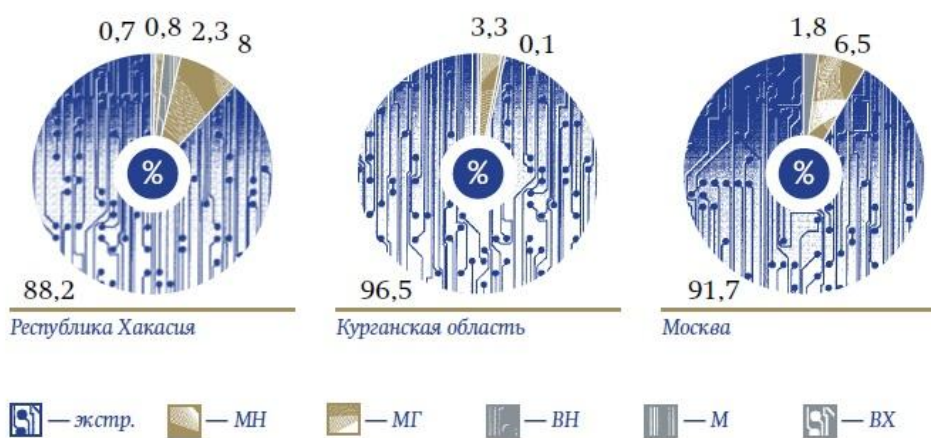 0,7 0,8 2,3 8
3,3 0,1
1,8 6,5
% % %
88,2 96,5 91,7
Республика Хакасия
Курганская область
Москва
— экстр. — МН — МГ — ВН — М — ВХ